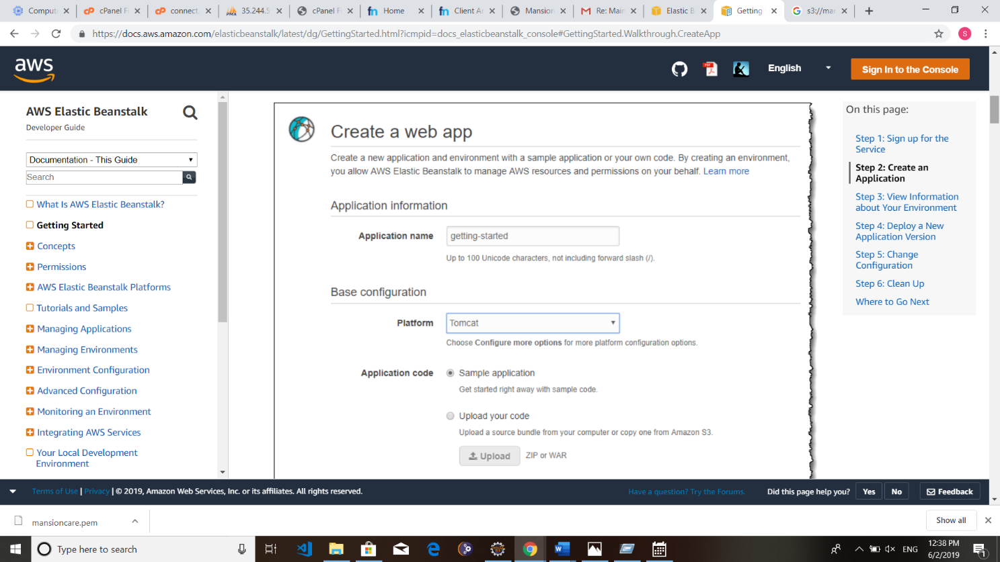 Comput
cPanel F
connect
35.244.5
cPanel F
Home
Client A
Mansion
Re: Mai
Elastic B
Getting
s3://mar
https://docs.aws.amazon.com/elasticbeanstalk/latest/dg/GettingStarted.html?icmpid=docs_elasticbeanstalk_console#GettingStarted.Walkthrough.CreateApp
S
aws
English
Sign In to the Console
AWS Elastic Beanstalk
Developer Guide
Documentation - This Guide
Search
What Is AWS Elastic Beanstalk?
Getting Started
Concepts
Permissions
AWS Elastic Beanstalk Platforms
Tutorials and Samples
Managing Applications
Managing Environments
Environment Configuration
Advanced Configuration
Monitoring an Environment
Integrating AWS Services
Your Local Development
Environment
Create a web app
Create a new application and environment with a sample application or your own code. By creating an environment,
you allow AWS Elastic Beanstalk to manage AWS resources and permissions on your behalf. Learn more
Application information
Application name getting-started
Up to 100 Unicode characters, not including forward slash (/).
Base configuration
Platform Tomcat
Choose Configure more options for more platform configuration options.
Application code Sample application
Get started right away with sample code.
Upload your code
Upload a source bundle from your computer or copy one from Amazon S3.
Upload ZIP or WAR
On this page:
Step 1: Sign up for the
Service
Step 2: Create an
Application
Step 3: View Information
about Your Environment
Step 4: Deploy a New
Application Version
Step 5: Change
Configuration
Step 6: Clean Up
Where to Go Next
Terms of Use | Privacy | © 2019, Amazon Web Services, Inc. or its affiliates. All rights reserved.
Have a question? Try the Forums.
Did this page help you? Yes No Feedback
mansioncare.pem
Show all
Type here to search
ENG
12:38 PM
6/2/2019
1